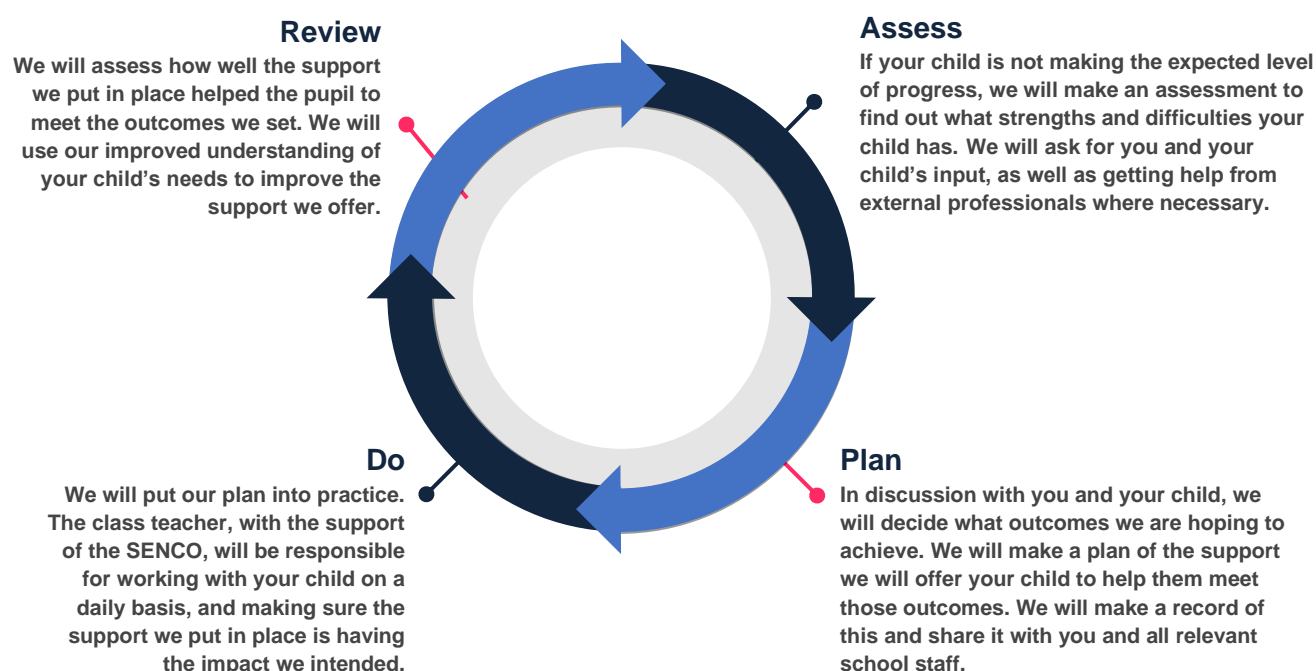 Review
We will assess how well the support
we put in place helped the pupil to
meet the outcomes we set. We will
use our improved understanding of
your child’s needs to improve the
support we offer.
Assess
If your child is not making the expected level
of progress, we will make an assessment to
find out what strengths and difficulties your
child has. We will ask for you and your
child’s input, as well as getting help from
external professionals where necessary.
Do
We will put our plan into practice.
The class teacher, with the support
of the SENCO, will be responsible
for working with your child on a
daily basis, and making sure the
support we put in place is having
the impact we intended.
Plan
In discussion with you and your child, we
will decide what outcomes we are hoping to
achieve. We will make a plan of the support
we will offer your child to help them meet
those outcomes. We will make a record of
this and share it with you and all relevant
school staff.